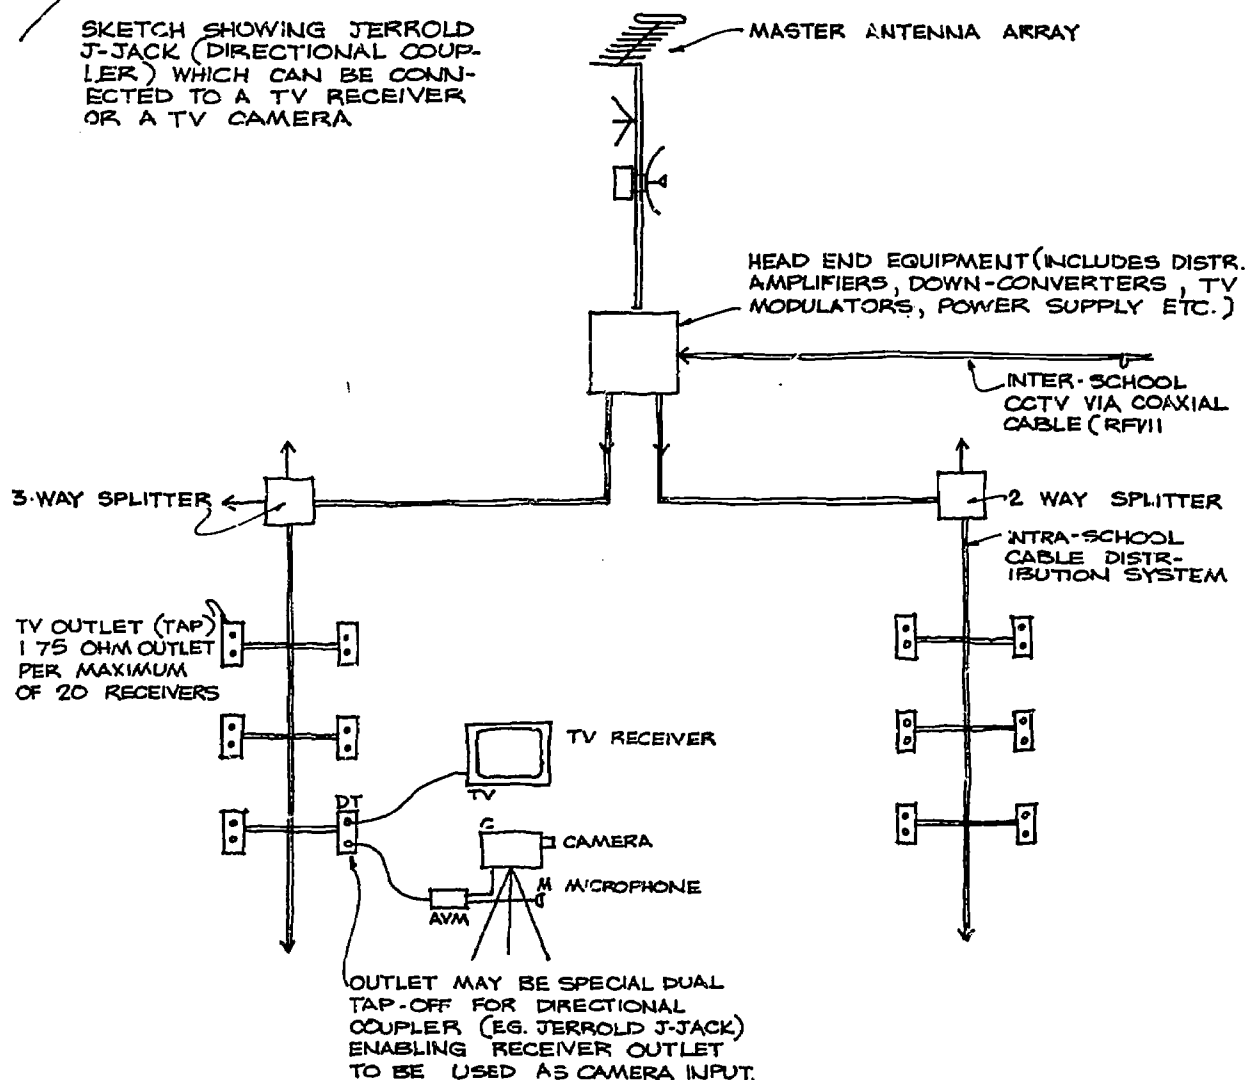 SKETCH SHOWING JERROLD
J-JACK (DIRECTIONAL COUP-
LER) WHICH CAN BE CONN-
ECTED TO A TV RECEIVER
OR A TV CAMERA
MASTER ANTENNA ARRAY
HEAD END EQUIPMENT (INCLUDES DISTR.
AMPLIFIERS, DOWN-CONVERTERS, TV
MODULATORS, POWER SUPPLY ETC.)
INTER-SCHOOL
CCTV VIA COAXIAL
CABLE (
3-WAY SPLITTER
2 WAY SPLITTER
INTRA-SCHOOL
CABLE DISTR-
IBUTION SYSTEM
TV OUTLET (TAP)
1 75 OHM OUTLET
PER MAXIMUM
OF 20 RECEIVERS
TV RECEIVER
TV
DT
C
CAMERA
M MICROPHONE
AVM
OUTLET MAY BE SPECIAL DUAL
TAP-OFF FOR DIRECTIONAL
COUPLER (EG. JERROLD J-JACK)
ENABLING RECEIVER OUTLET
TO BE USED AS CAMERA INPUT.